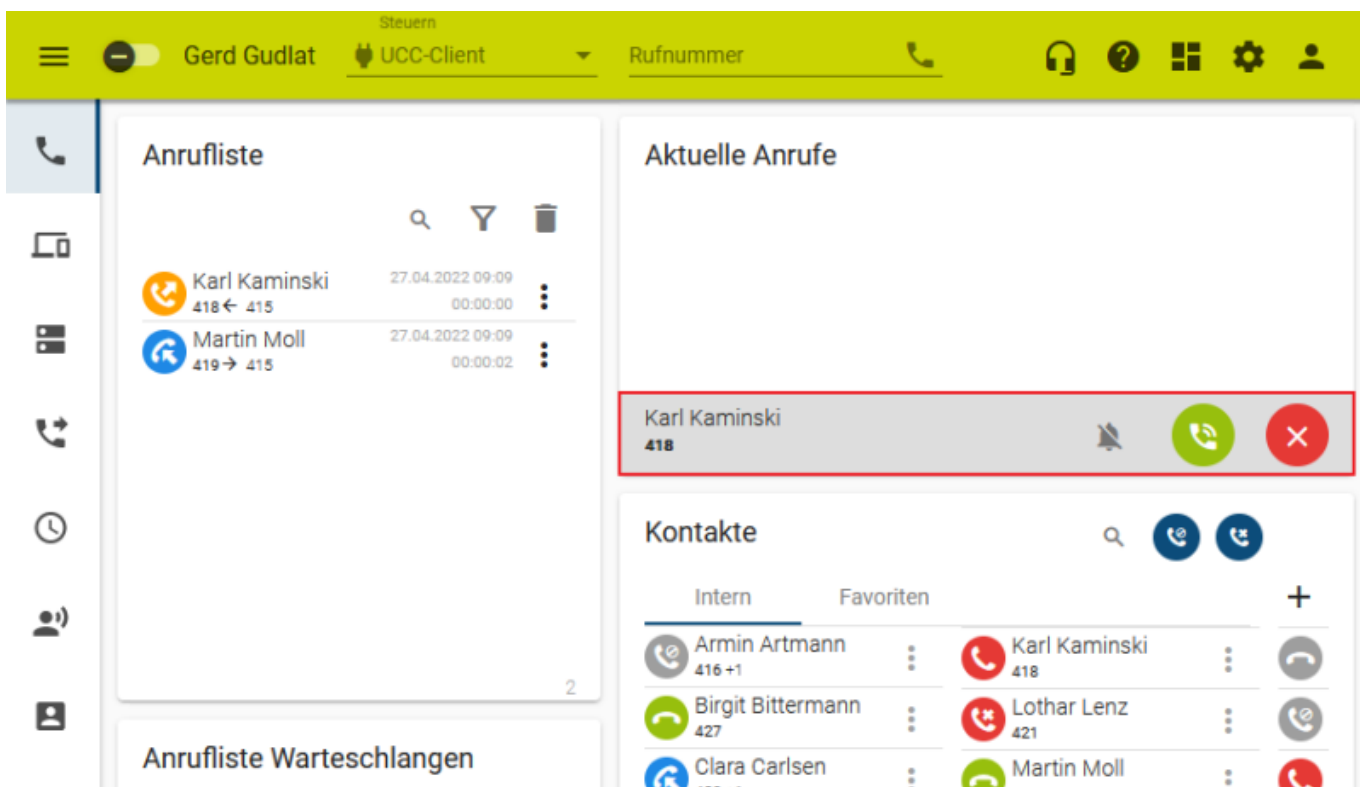 Steuern
Gerd Gudlat UCC-Client Rufnummer
Anrufliste
Karl Kaminski 27.04.2022 09:09
418 ← 415 00:00:00
Martin Moll 27.04.2022 09:09
419 → 415 00:00:02
2
Anrufliste Warteschlangen
Aktuelle Anrufe
Karl Kaminski
418
Kontakte
Intern Favoriten
Armin Artmann
416 +1
Karl Kaminski
418
Birgit Bittermann
427
Lothar Lenz
421
Clara Carlsen
Martin Moll